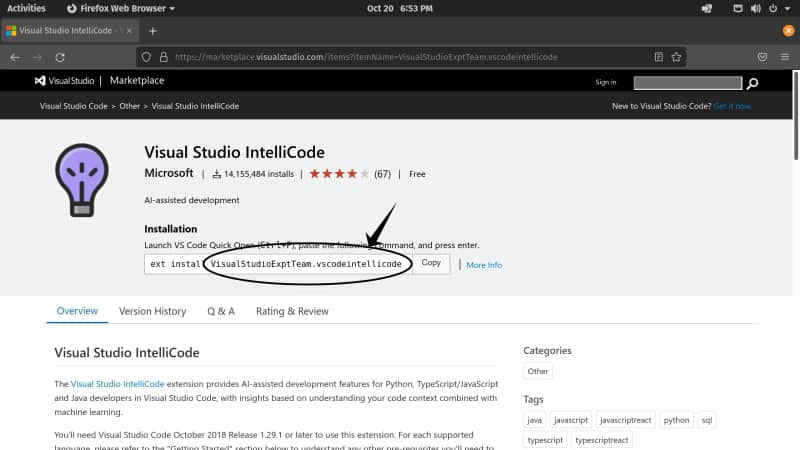 Activities Firefox Web Browser Oct 20 6:53 PM
Visual Studio IntelliCode - V
https://marketplace.visualstudio.com/items?itemName=VisualStudioExptTeam.vscodeintellicode
Visual Studio | Marketplace Sign in
Visual Studio Code > Other > Visual Studio IntelliCode New to Visual Studio Code? Get it now.
Visual Studio IntelliCode
Microsoft | 14,155,484 installs | (67) | Free
AI-assisted development
Installation
Launch VS Code Quick Open (Ctrl+P), paste the following command, and press enter.
ext install VisualStudioExptTeam.vscodeintellicode Copy | More Info
Overview Version History Q & A Rating & Review
Visual Studio IntelliCode
The Visual Studio IntelliCode extension provides AI-assisted development features for Python, TypeScript/JavaScript
and Java developers in Visual Studio Code, with insights based on understanding your code context combined with
machine learning.
You'll need Visual Studio Code October 2018 Release 1.29.1 or later to use this extension. For each supported
language, please refer to the "Getting Started" section below to understand any other pre-requisites you'll need to
Categories
Other
Tags
java javascript javascriptreact python sql
typescript typescriptreact